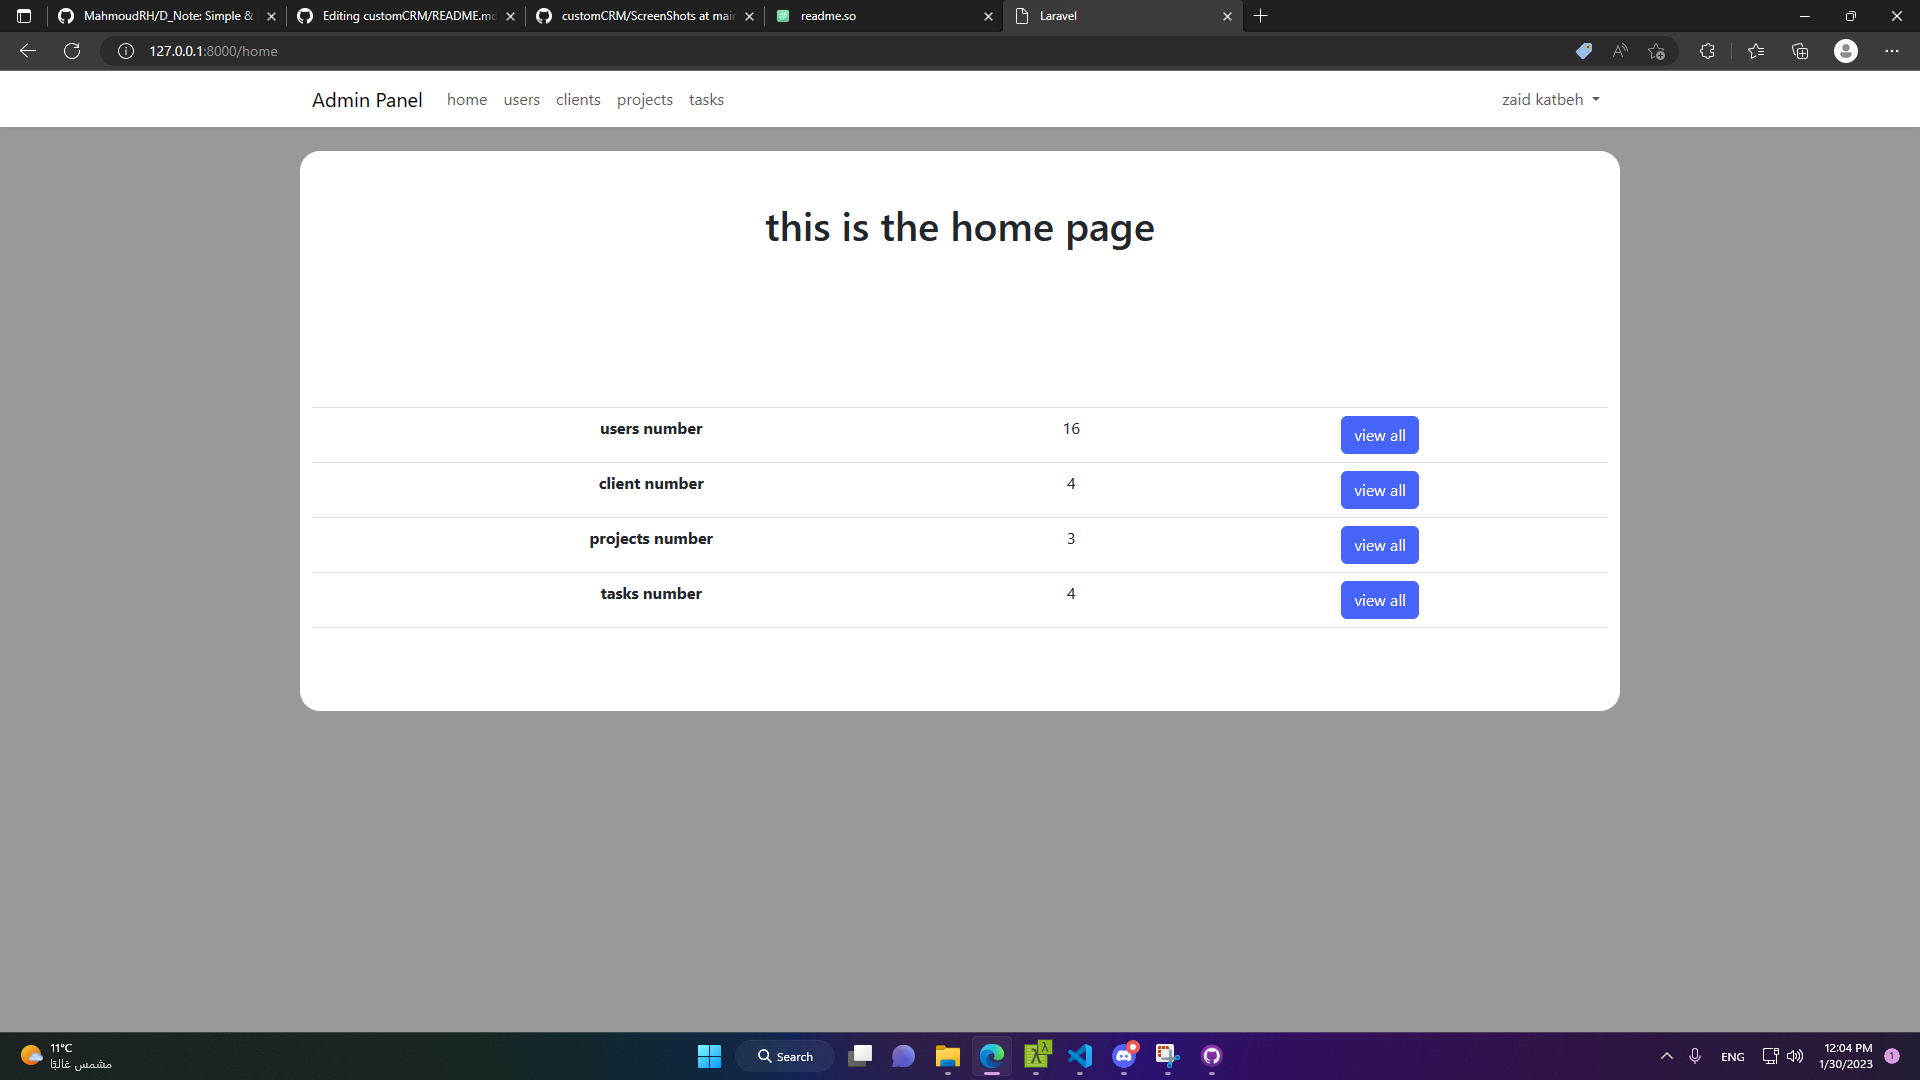 MahmoudRH/D_Note: Simple &
Editing customCRM/README.md
customCRM/ScreenShots at main
readme.so
Laravel
127.0.0.1:8000/home
Admin Panel
home
users
clients
projects
tasks
zaid katbeh
this is the home page
users number 16 view all
client number 4 view all
projects number 3 view all
tasks number 4 view all
11°C
مشمس غالبًا
Search
ENG
12:04 PM
1/30/2023
1